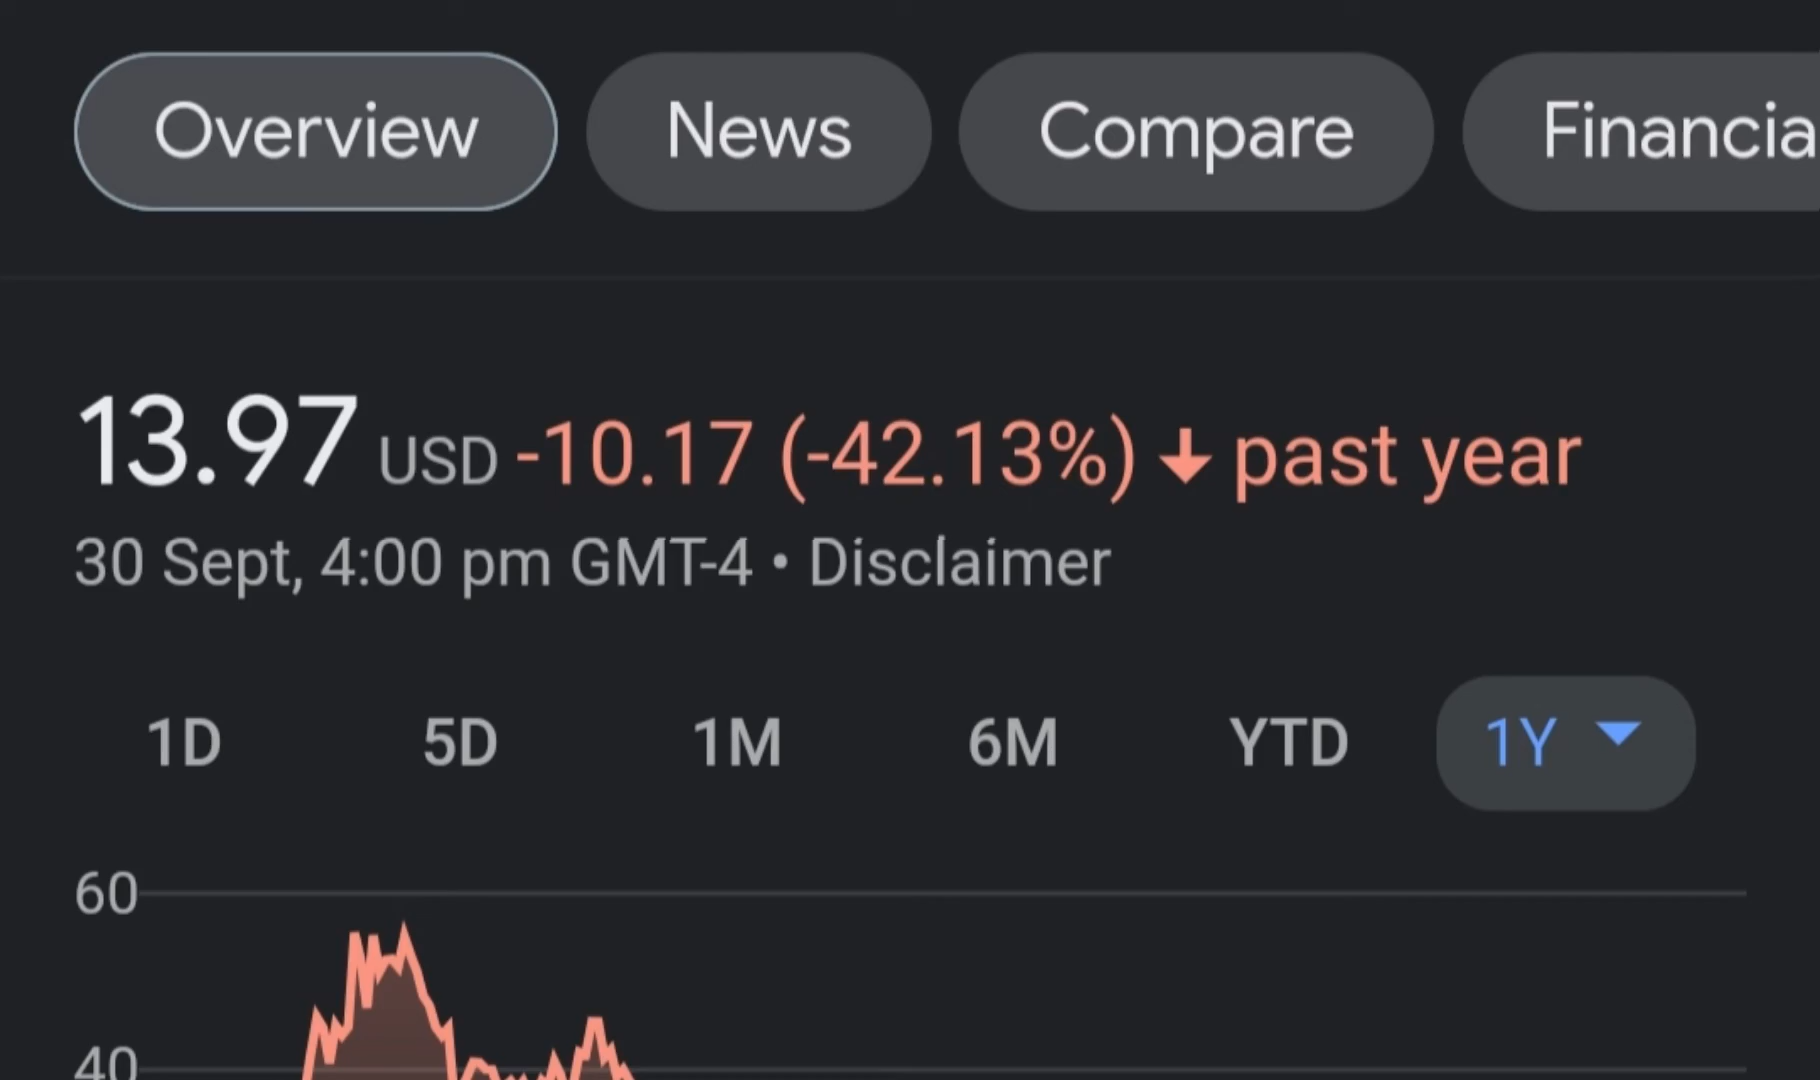 Overview News Compare Financia
13.97 USD -10.17 (-42.13%) ↓ past year
30 Sept, 4:00 pm GMT-4 • Disclaimer
1D 5D 1M 6M YTD 1Y
60
40